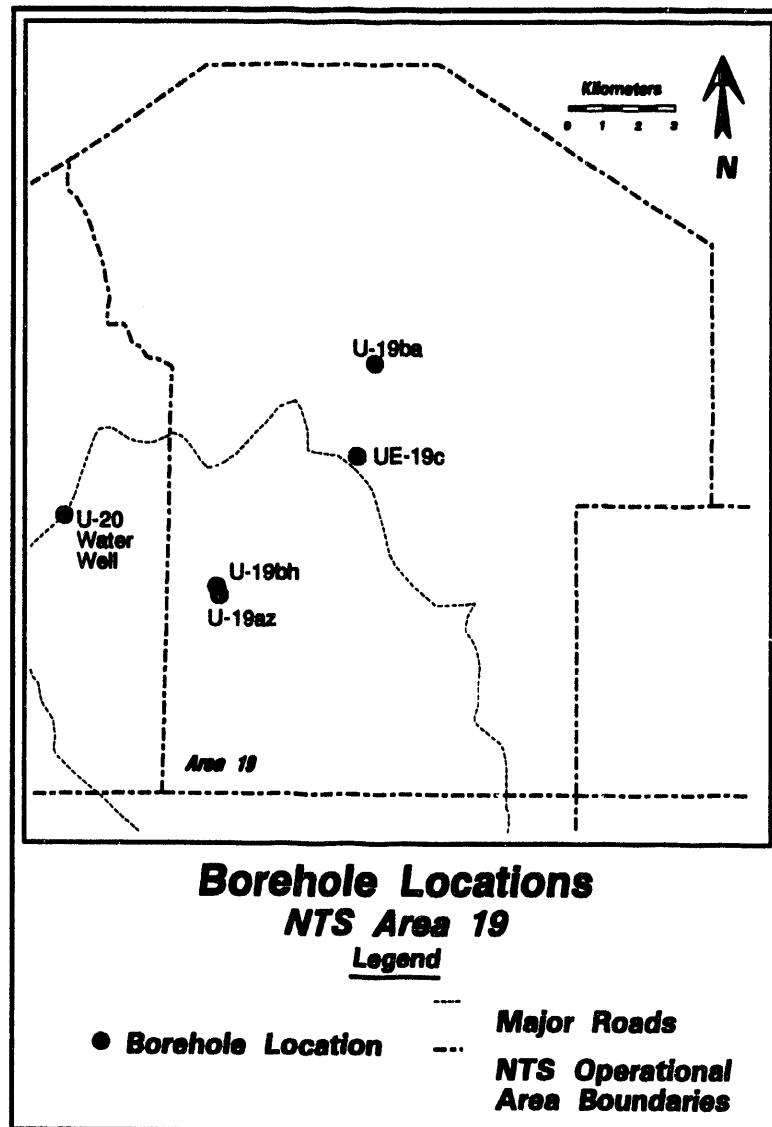 Kilometers
0 1 2 3
N
U-19ba
UE-19c
U-20
Water
Well
U-19bh
U-19az
Area 19
Borehole Locations
NTS Area 19
Legend
Borehole Location
Major Roads
NTS Operational
Area Boundaries